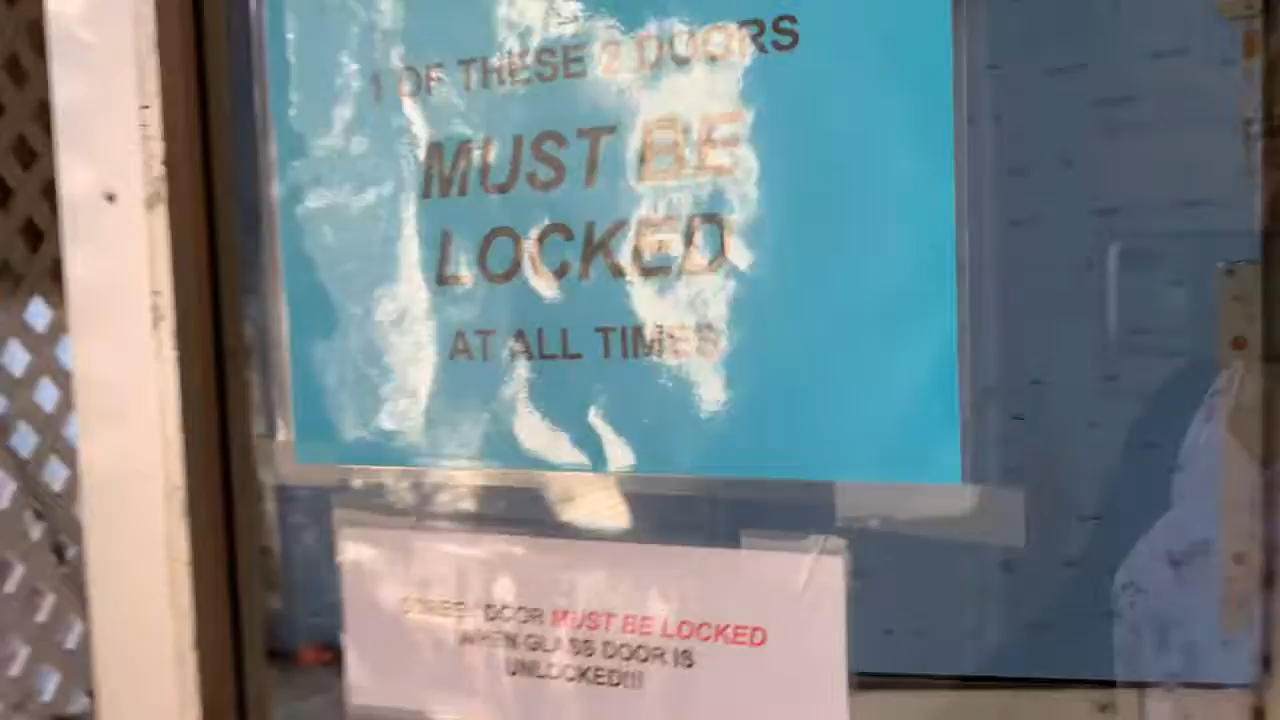 1 OF THESE 2 DOORS
MUST BE
LOCKED
AT ALL TIMES
DOOR MUST BE LOCKED
WHEN GLASS DOOR IS
UNLOCKED!!!